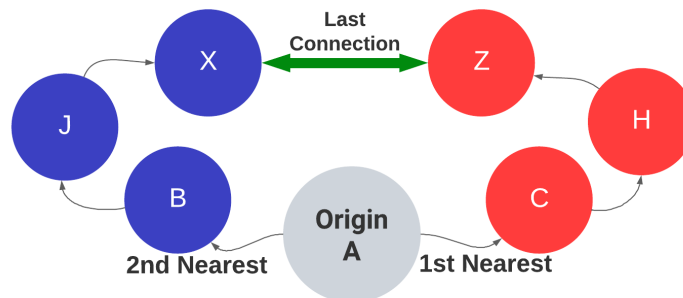 Last
Connection
X
Z
J
H
B
C
Origin
A
2nd Nearest
1st Nearest